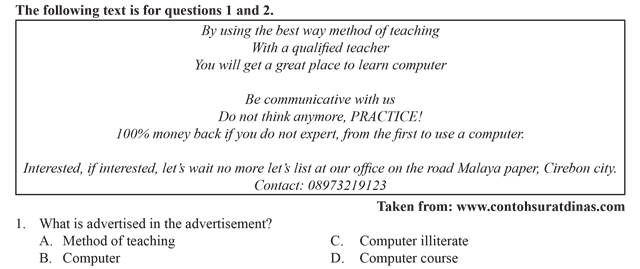 The following text is for questions 1 and 2.
By using the best way method of teaching
With a qualified teacher
You will get a great place to learn computer
Be communicative with us
Do not think anymore, PRACTICE!
100% money back if you do not expert, from the first to use a computer.
Interested, if interested, let's wait no more let's list at our office on the road Malaya paper, Cirebon city.
Contact: 08973219123
Taken from: www.contohsuratdinas.com
1. What is advertised in the advertisement?
A. Method of teaching
B. Computer
C. Computer illiterate
D. Computer course